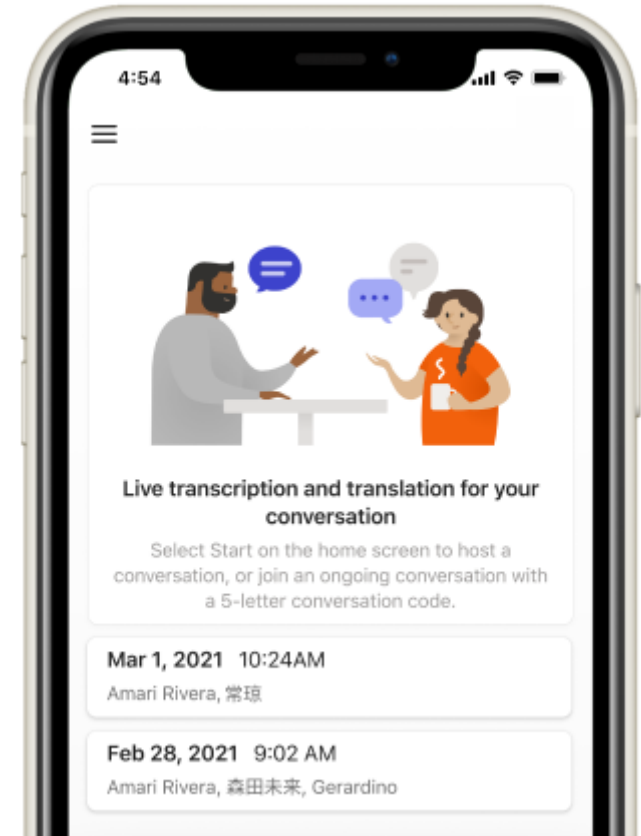 4:54
Live transcription and translation for your
conversation
Select Start on the home screen to host a
conversation, or join an ongoing conversation with
a 5-letter conversation code.
Mar 1, 2021 10:24AM
Amari Rivera, 常琼
Feb 28, 2021 9:02 AM
Amari Rivera, 森田未来, Gerardino